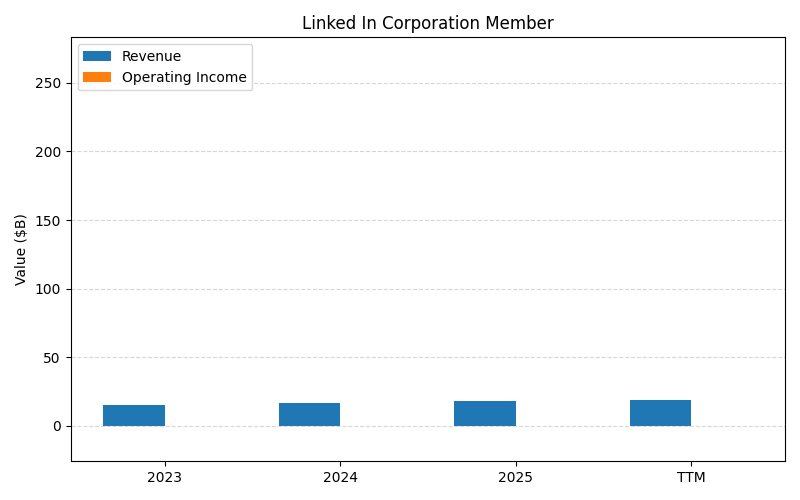 Linked In Corporation Member
Revenue
Operating Income
Value ($B)
250
200
150
100
50
0
2023
2024
2025
TTM